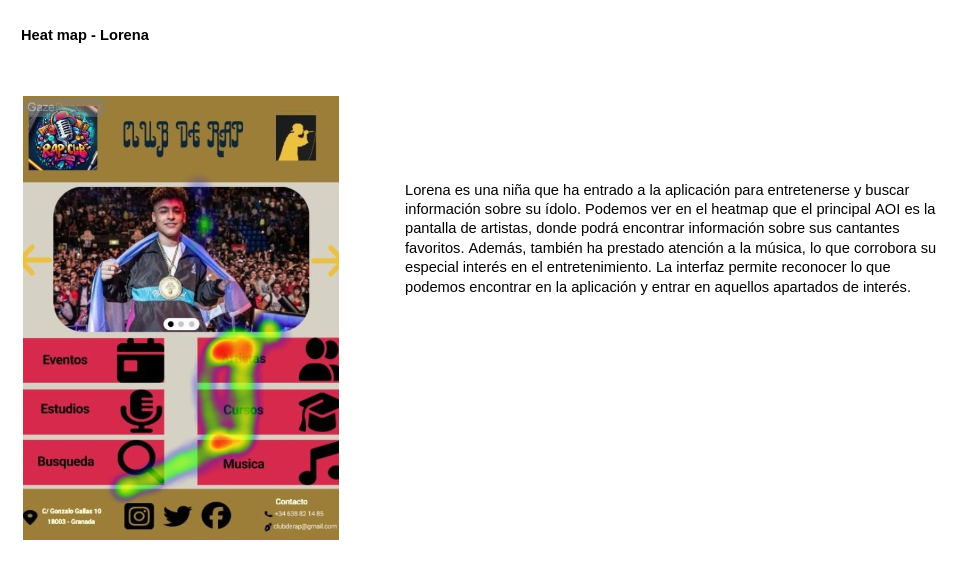 Heat map - Lorena
Gaze
RAP CLUB
CLUB DE RAP
Lorena es una niña que ha entrado a la aplicación para entretenerse y buscar
información sobre su ídolo. Podemos ver en el heatmap que el principal AOI es la
pantalla de artistas, donde podrá encontrar información sobre sus cantantes
favoritos. Además, también ha prestado atención a la música, lo que corrobora su
especial interés en el entretenimiento. La interfaz permite reconocer lo que
podemos encontrar en la aplicación y entrar en aquellos apartados de interés.
Eventos
Estudios
Cursos
Busqueda
Musica
C/ Gonzalo Gallas 10
18003 - Granada
Contacto
+34 638 82 14 85
clubderap@gmail.com